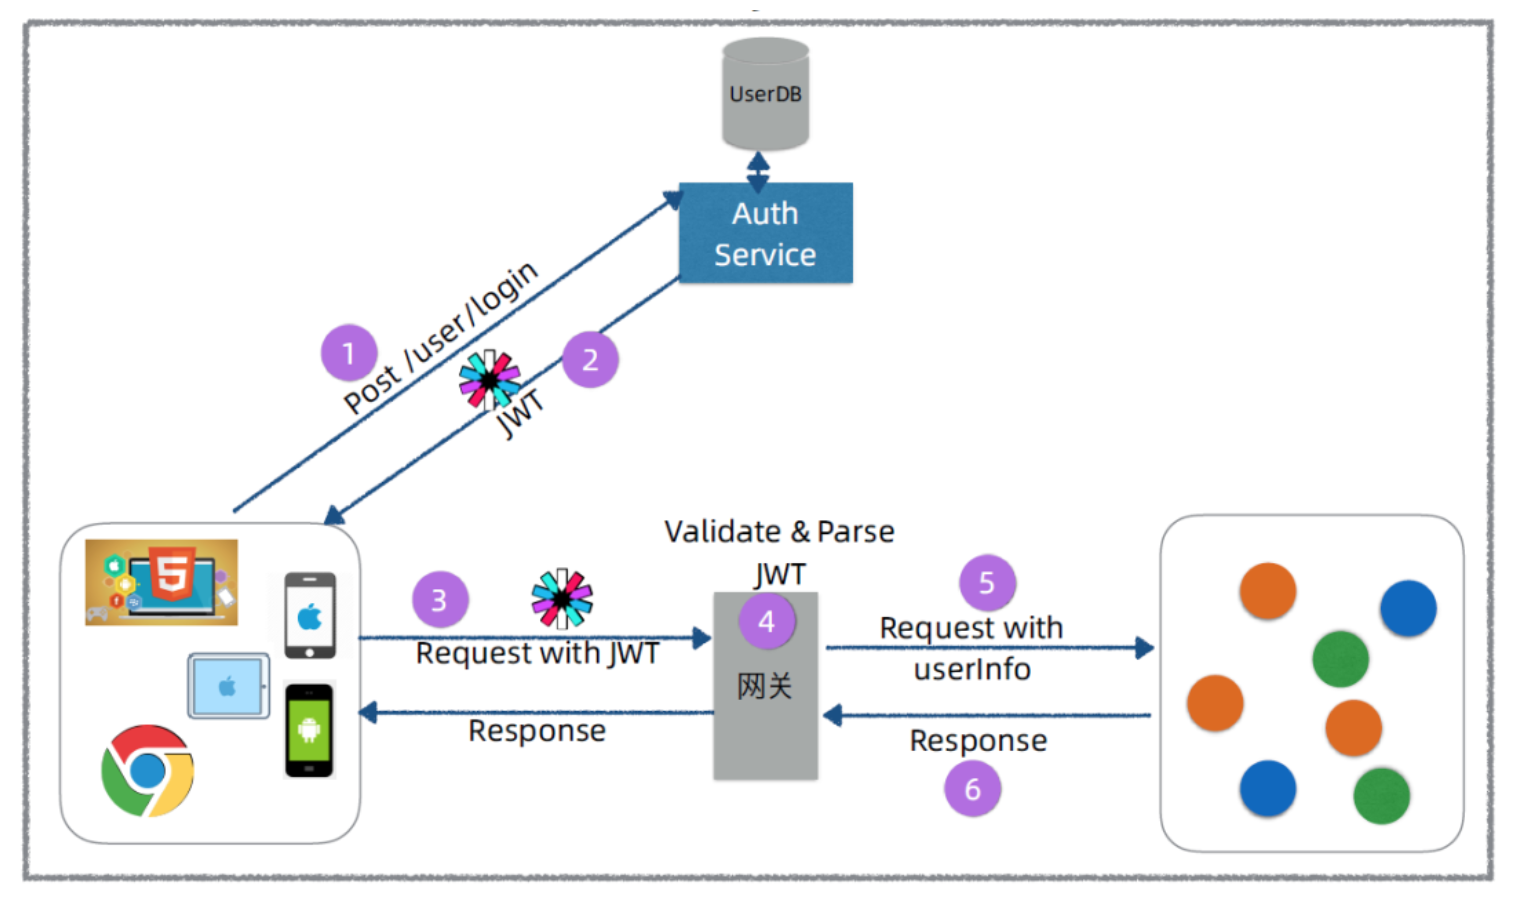 UserDB
Auth
Service
1
Post /user/login
2
JWT
Validate & Parse
JWT
3
Request with JWT
4
网关
5
Request with
userInfo
Response
Response
6
5